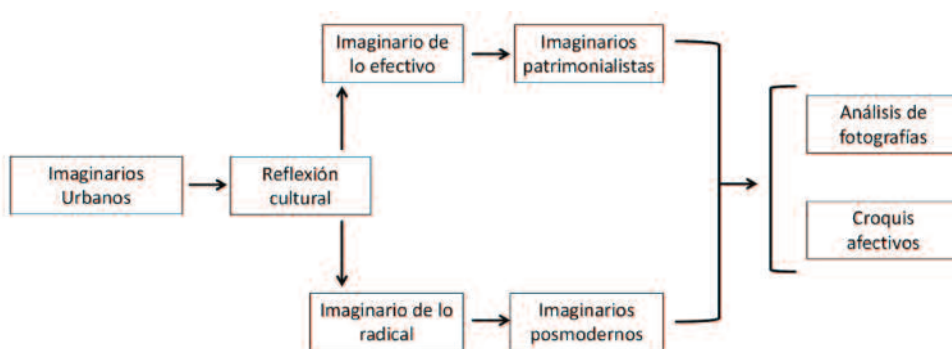 Imaginarios
Urbanos
Reflexión
cultural
Imaginario de
lo efectivo
Imaginarios
patrimonialistas
Imaginario de lo
radical
Imaginarios
posmodernos
Análisis de
fotografías
Croquis
afectivos